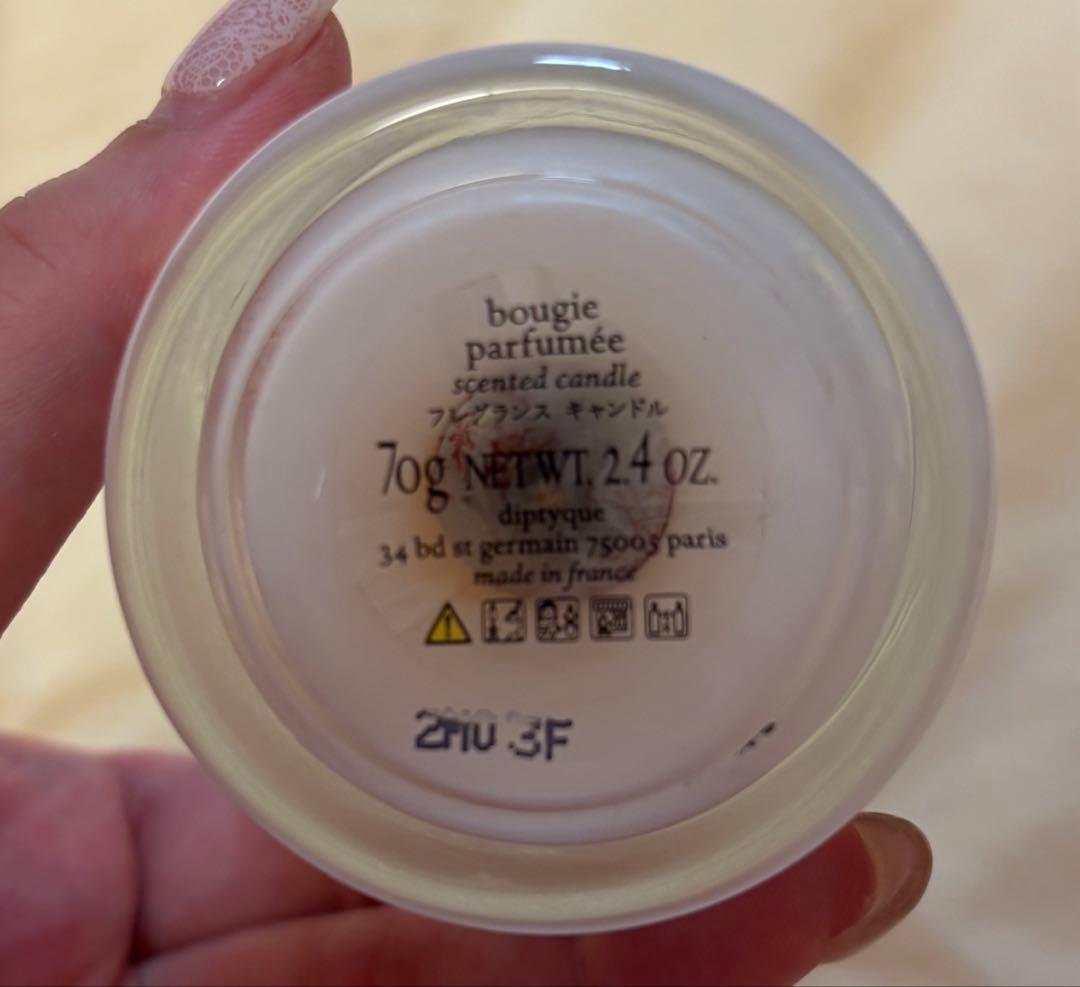 bougie
parfumée
scented candle
フレグランス キャンドル
70g NET WT. 2.4 OZ.
diptyque
34 bd st germain 75005 paris
made in france
3F